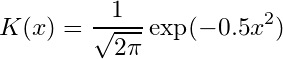 K(x) = \frac{1}{\sqrt{2\pi}} \exp(-0.5x^2)